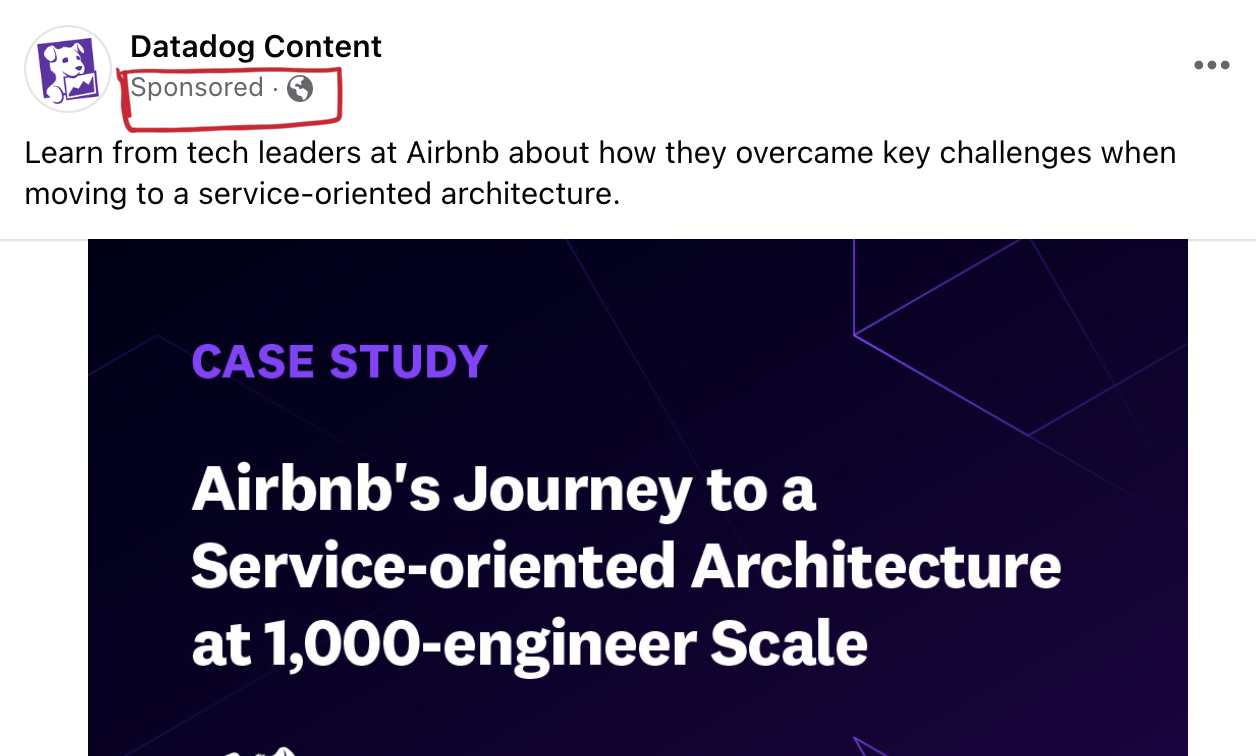 Datadog Content
Sponsored ·
Learn from tech leaders at Airbnb about how they overcame key challenges when
moving to a service-oriented architecture.
CASE STUDY
Airbnb's Journey to a
Service-oriented Architecture
at 1,000-engineer Scale